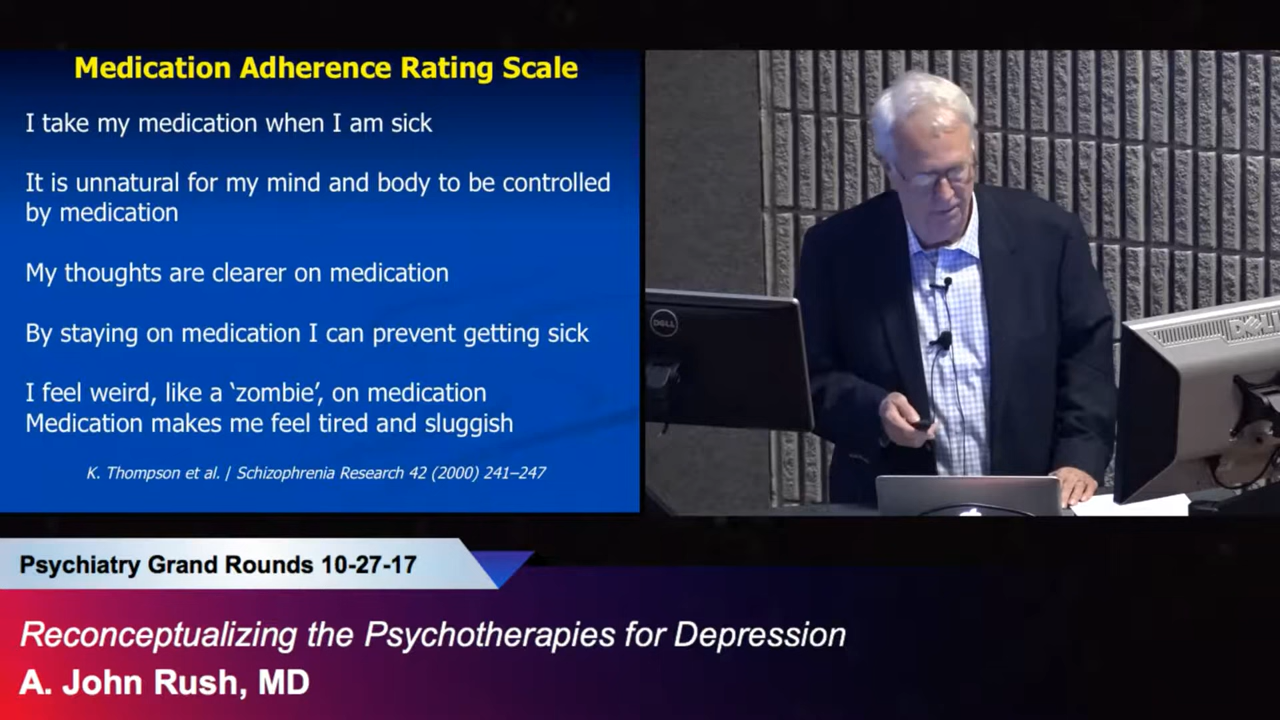 Medication Adherence Rating Scale
I take my medication when I am sick
It is unnatural for my mind and body to be controlled
by medication
My thoughts are clearer on medication
By staying on medication I can prevent getting sick
I feel weird, like a ‘zombie’, on medication
Medication makes me feel tired and sluggish
K. Thompson et al. | Schizophrenia Research 42 (2000) 241–247
DELL
DELL
Psychiatry Grand Rounds 10-27-17
Reconceptualizing the Psychotherapies for Depression
A. John Rush, MD